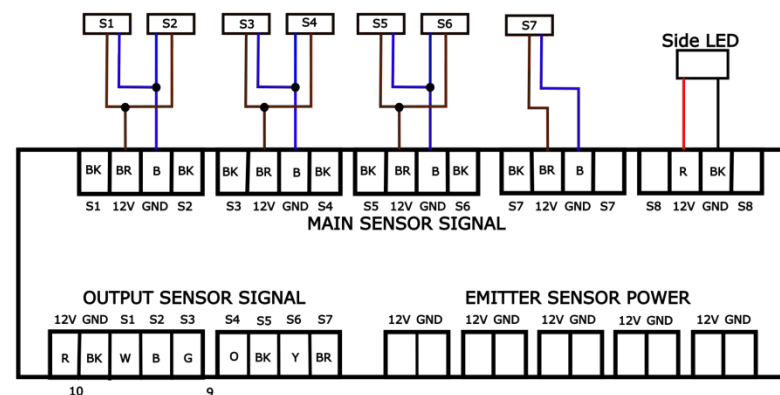 S1 S2 S3 S4 S5 S6 S7
Side LED
BK BR B BK BK BR B BK BK BR B BK BK BR B R BK
S1 12V GND S2 S3 12V GND S4 S5 12V GND S6 S7 12V GND S7 S8 12V GND S8
MAIN SENSOR SIGNAL
OUTPUT SENSOR SIGNAL EMITTER SENSOR POWER
12V GND S1 S2 S3 S4 S5 S6 S7 12V GND 12V GND 12V GND 12V GND 12V GND
R BK W B G O BK Y BR
10 9